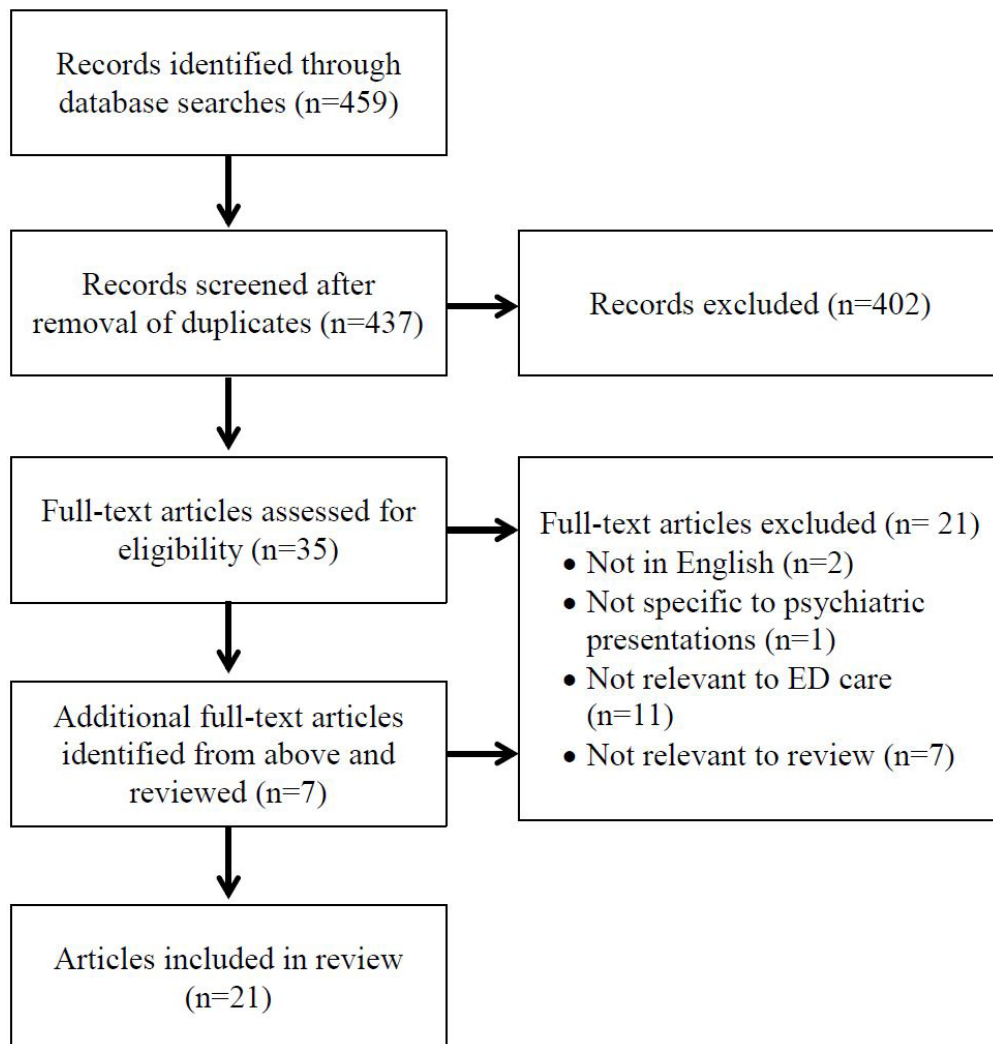 Records identified through
database searches (n=459)
Records screened after
removal of duplicates (n=437)
Records excluded (n=402)
Full-text articles assessed for
eligibility (n=35)
Full-text articles excluded (n= 21)
• Not in English (n=2)
• Not specific to psychiatric
presentations (n=1)
• Not relevant to ED care
(n=11)
• Not relevant to review (n=7)
Additional full-text articles
identified from above and
reviewed (n=7)
Articles included in review
(n=21)